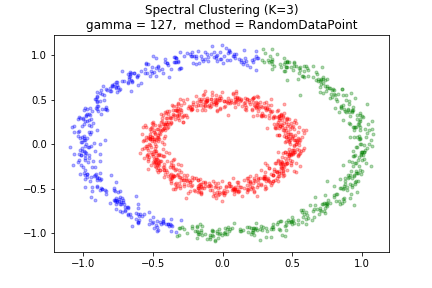 Spectral Clustering (K=3)
gamma = 127,  method = RandomDataPoint
1.0
0.5
0.0
−0.5
−1.0
−1.0 −0.5 0.0 0.5 1.0